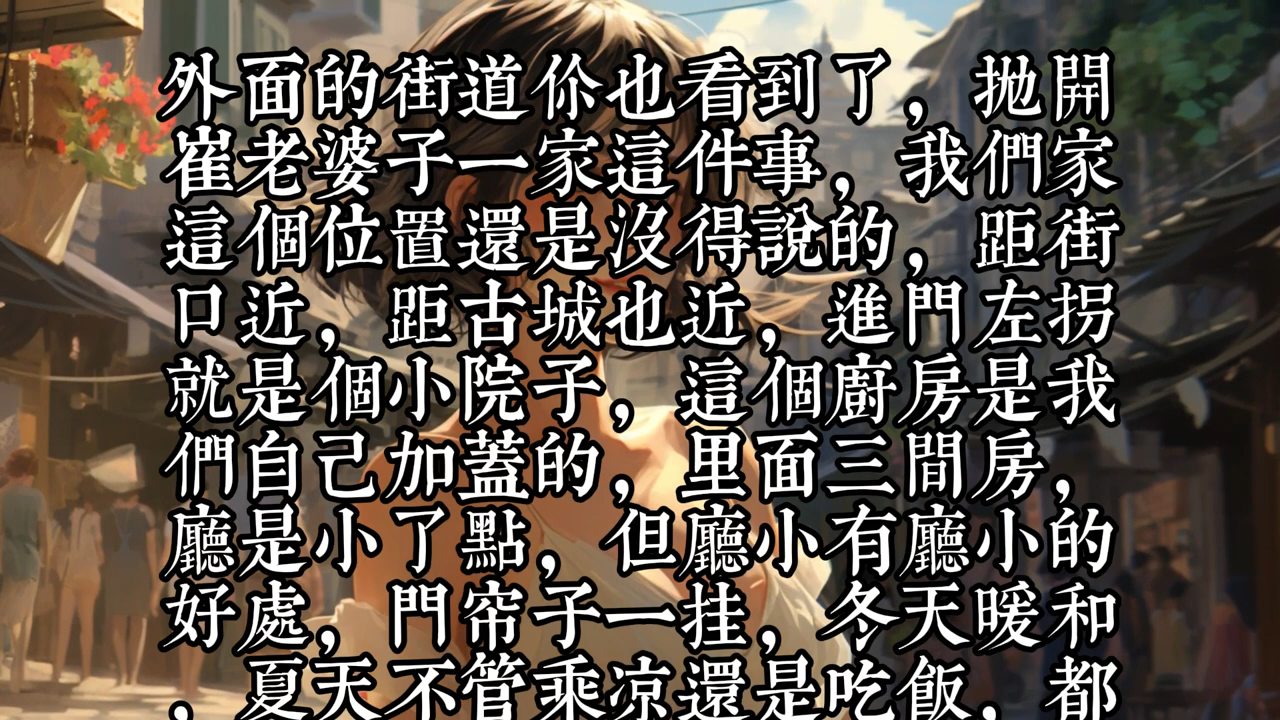 外面的街道你也看到了，拋開
崔老婆子一家這件事，我們家
這個位置還是沒得說的，距街
口近，距古城也近，進門左拐
就是個小院子，這個廚房是我
們自己加蓋的，里面三間房，
廳是小了點，但廳小有廳小的
好處，門帘子一挂，冬天暖和
，夏天不管乘凉還是吃飯，都